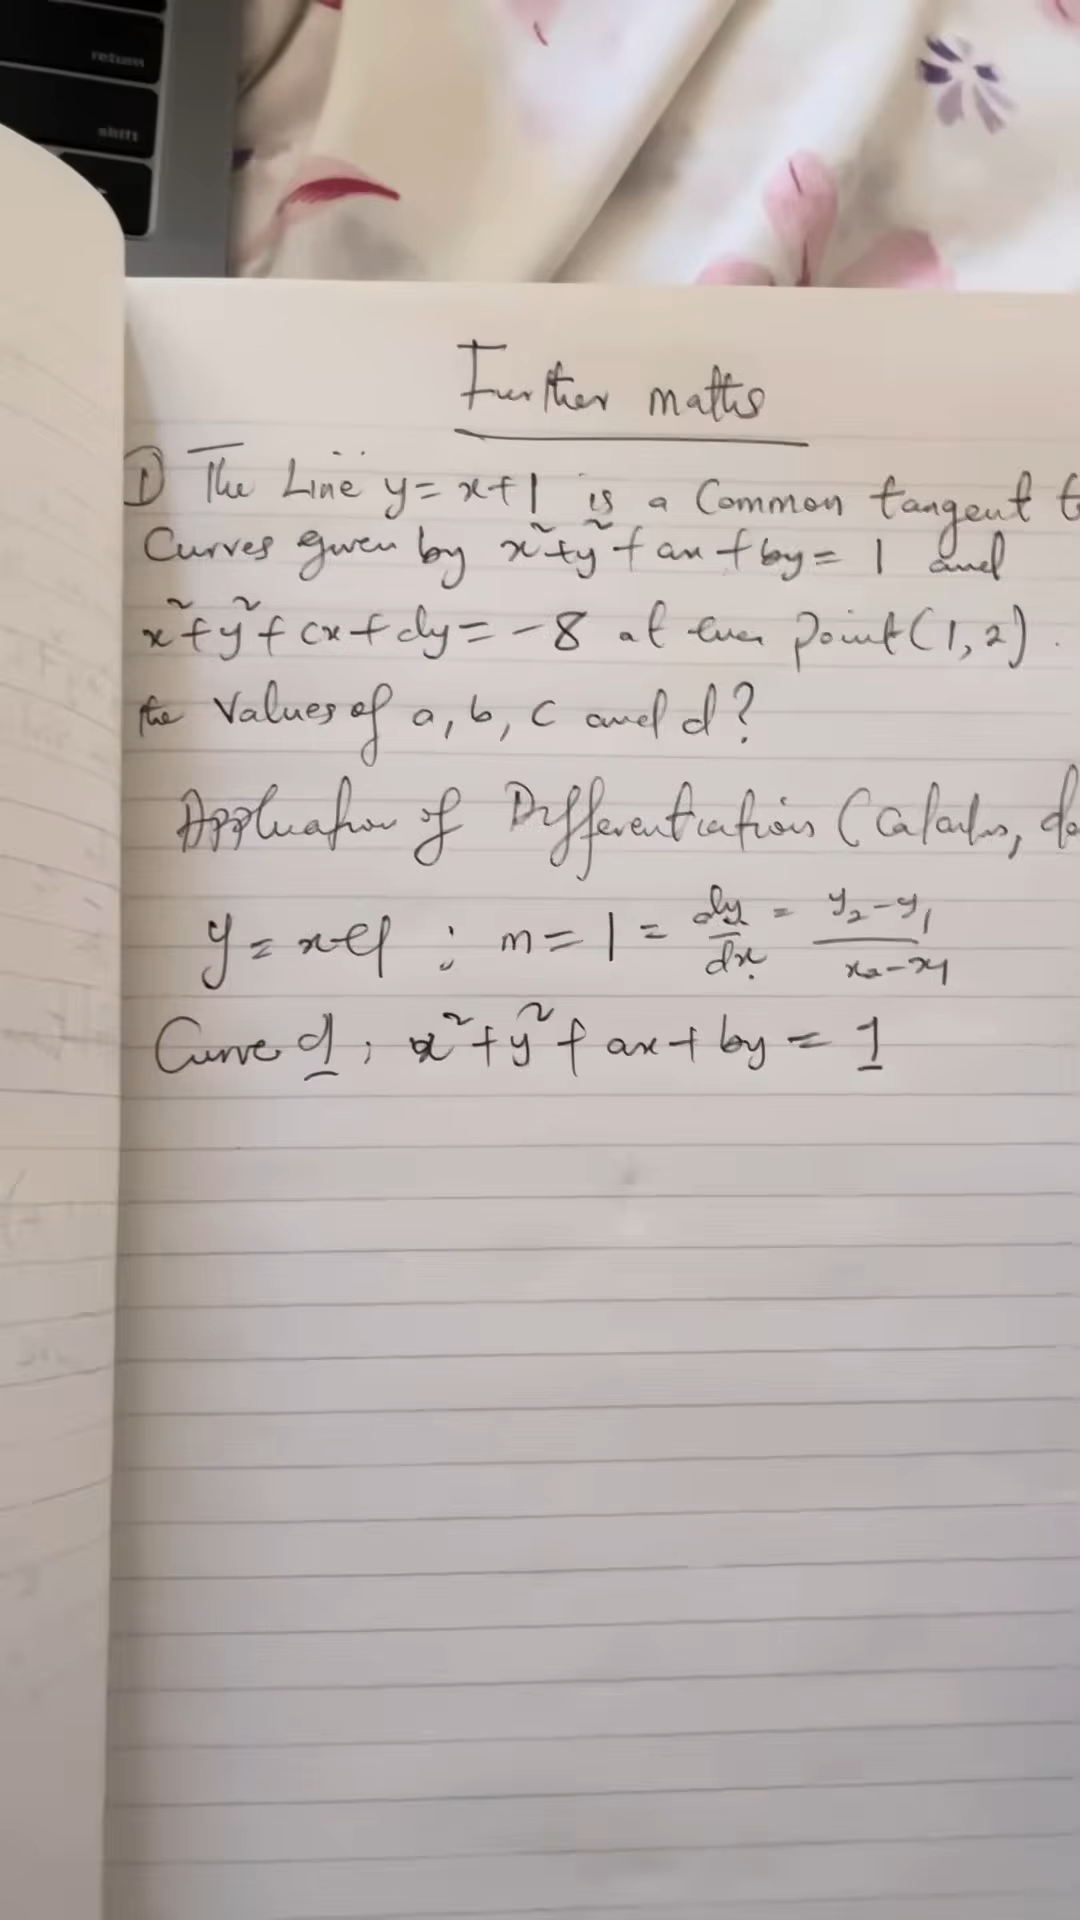 return
shift
Further maths
① The Line y = x+1 is a Common tangent t
Curves given by x²+y²+ax+by = 1 and
x²+y²+cx+dy = -8 at point (1, 2).
the Values of a, b, c and d?
Application of Differentiation (Calculus, d
y = x+1 ; m = 1 = dy/dx = y₂-y₁/x₂-x₁
Curve 1; x²+y²+ax+by = 1